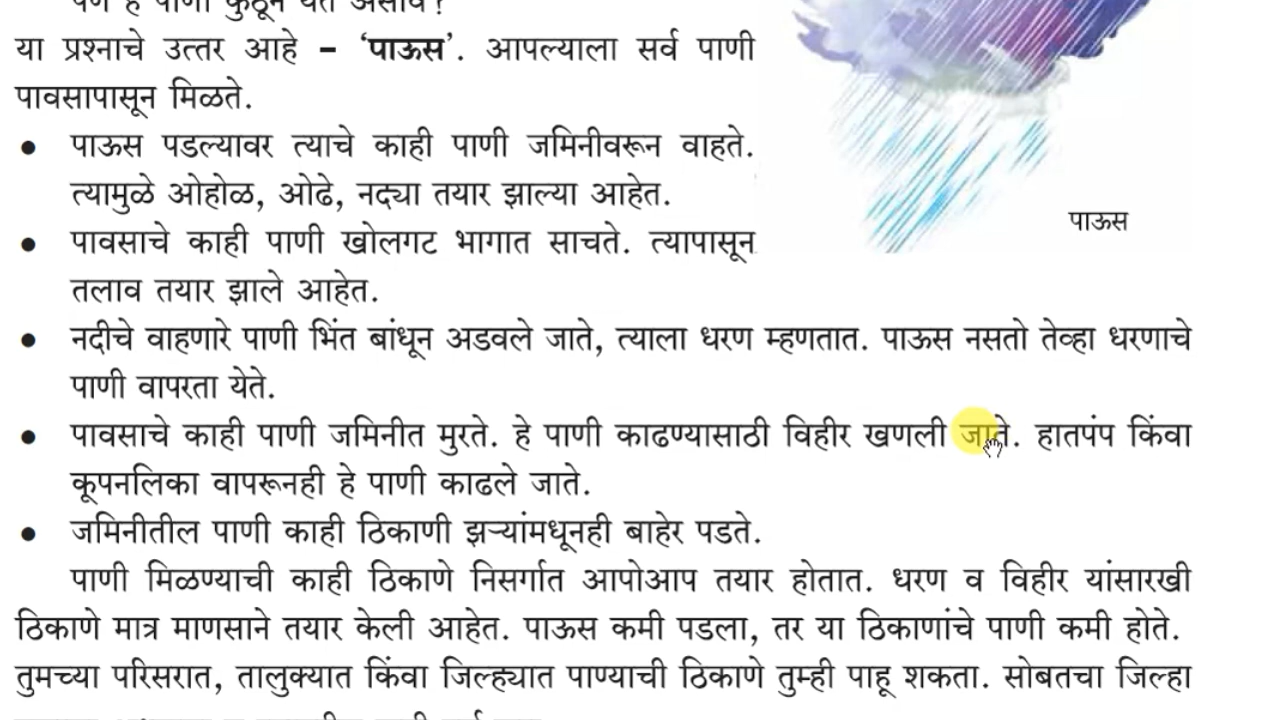 पण हे पाणी कुठून येत असावे?
या प्रश्नाचे उत्तर आहे – ‘पाऊस’. आपल्याला सर्व पाणी
पावसापासून मिळते.
● पाऊस पडल्यावर त्याचे काही पाणी जमिनीवरून वाहते.
त्यामुळे ओहोळ, ओढे, नद्या तयार झाल्या आहेत.
पाऊस
● पावसाचे काही पाणी खोलगट भागात साचते. त्यापासून
तलाव तयार झाले आहेत.
● नदीचे वाहणारे पाणी भिंत बांधून अडवले जाते, त्याला धरण म्हणतात. पाऊस नसतो तेव्हा धरणाचे
पाणी वापरता येते.
● पावसाचे काही पाणी जमिनीत मुरते. हे पाणी काढण्यासाठी विहीर खणली जाते. हातपंप किंवा
कूपनलिका वापरूनही हे पाणी काढले जाते.
● जमिनीतील पाणी काही ठिकाणी झऱ्यांमधूनही बाहेर पडते.
पाणी मिळण्याची काही ठिकाणे निसर्गात आपोआप तयार होतात. धरण व विहीर यांसारखी
ठिकाणे मात्र माणसाने तयार केली आहेत. पाऊस कमी पडला, तर या ठिकाणांचे पाणी कमी होते.
तुमच्या परिसरात, तालुक्यात किंवा जिल्ह्यात पाण्याची ठिकाणे तुम्ही पाहू शकता. सोबतचा जिल्हा